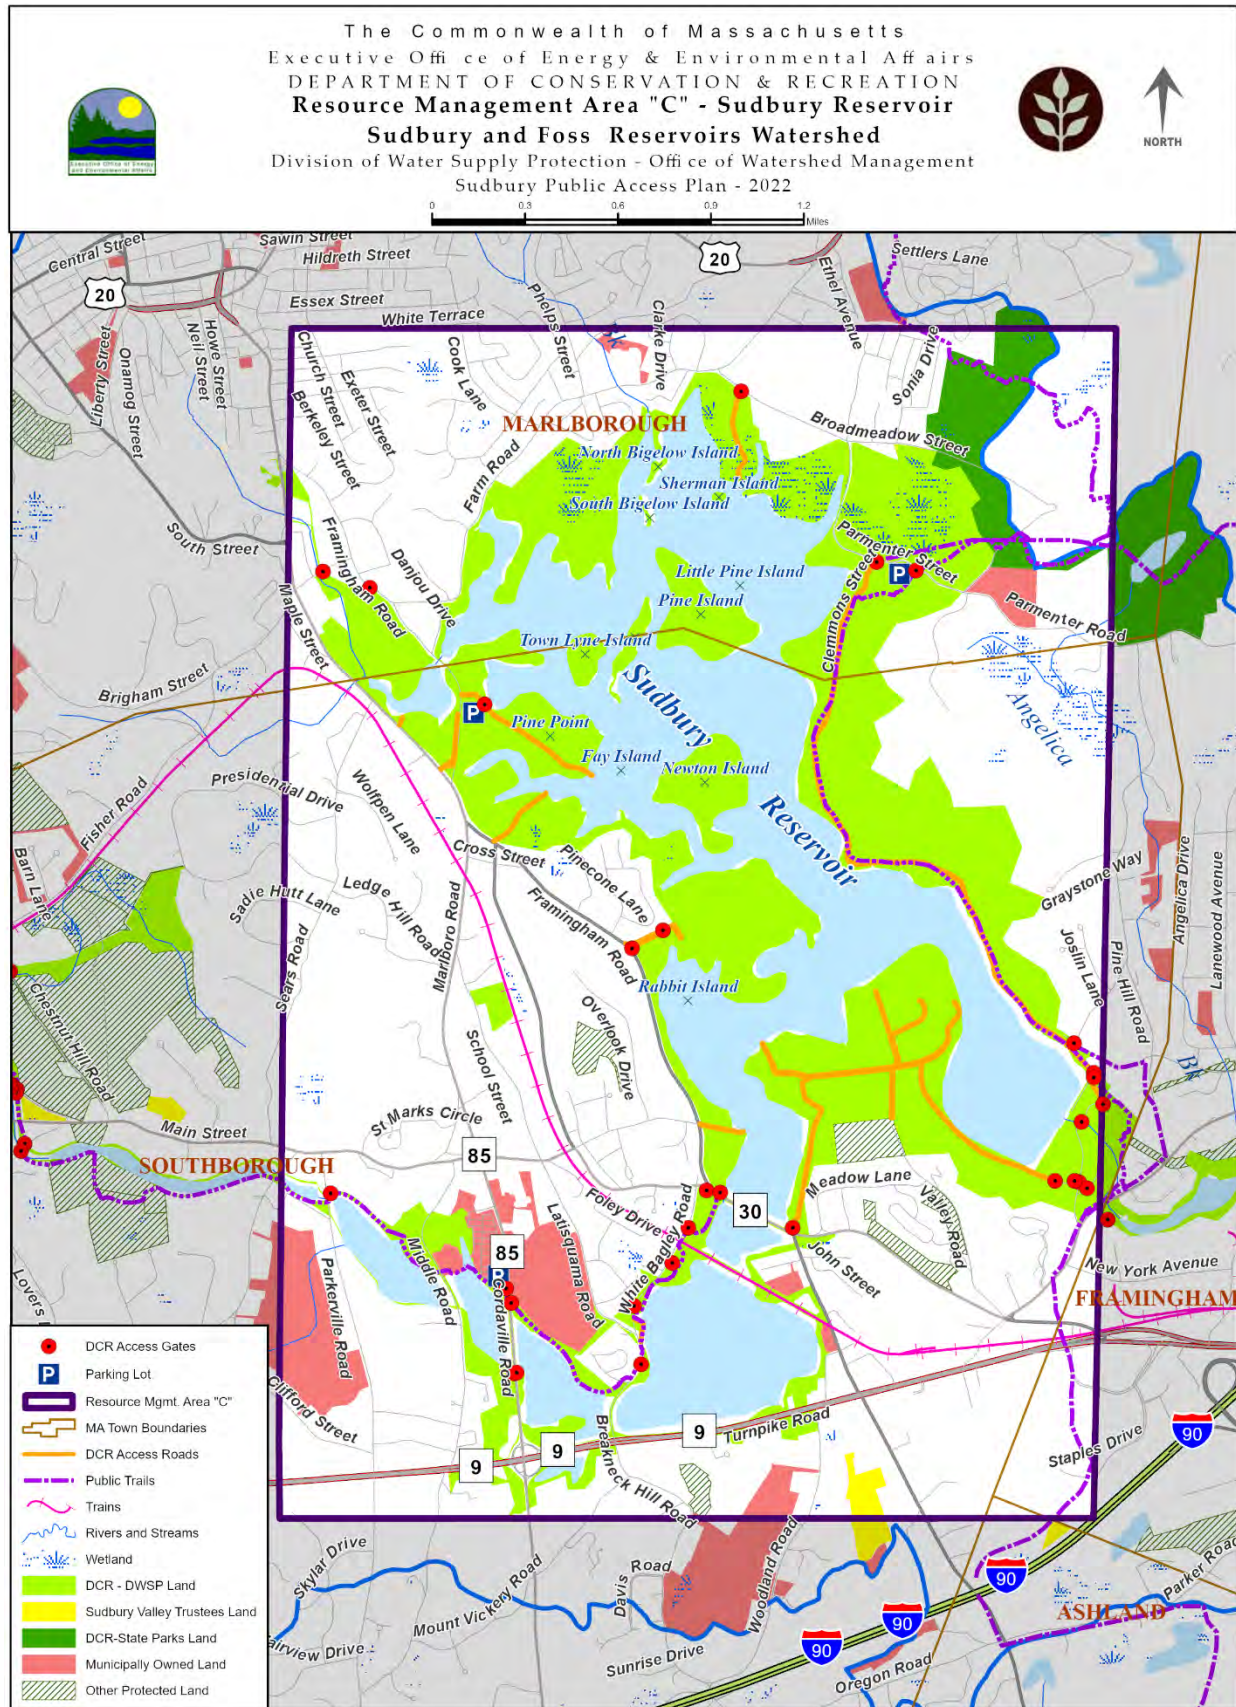 The Commonwealth of Massachusetts
Executive Offi ce of Energy & Environmental Aff airs
DEPARTMENT OF CONSERVATION & RECREATION
Resource Management Area "C" - Sudbury Reservoir
Sudbury and Foss Reservoirs Watershed
Division of Water Supply Protection - Offi ce of Watershed Management
Sudbury Public Access Plan - 2022
Executive Office of Energy
and Environmental Affairs
NORTH
0 0.3 0.6 0.9 1.2
Miles
Central Street
Sawin Street
Hildreth Street
20
20
Settlers Lane
Ethel Avenue
Essex Street
White Terrace
Phelps Street
Clarke Drive
Bk
Liberty Street
Onamog Street
Neil Street
Howe Street
Church Street
Exeter Street
Berkeley Street
Cook Lane
Sonia Drive
MARLBOROUGH
Broadmeadow Street
North Bigelow Island
Sherman Island
South Bigelow Island
Farm Road
South Street
Framingham Road
Danjou Drive
Maple Street
Parmenter Street
P
Clemmons Street
Little Pine Island
Pine Island
Parmenter Road
Town Lyne Island
Brigham Street
Sudbury
Reservoir
Angelica
P
Pine Point
Fay Island
Newton Island
Fisher Road
Presidential Drive
Wolfpen Lane
Barn Lane
Cross Street
Pinecone Lane
Sadie Hutt Lane
Ledge Hill Road
Marlboro Road
Framingham Road
Graystone Way
Angelica Drive
Lanewood Avenue
Joslin Lane
Pine Hill Road
Sears Road
Rabbit Island
Overlook Drive
Chestnut Hill Road
School Street
Bk
Main Street
St Marks Circle
85
SOUTHBOROUGH
Meadow Lane
Valley Road
Foley Drive
30
John Street
White Bagley Road
Latisquama Road
Middle Road
85
P
Cordaville Road
Parkerville Road
New York Avenue
FRAMINGHAM
Clifford Street
9
9
9
Turnpike Road
Breakneck Hill Road
Staples Drive
90
Skylar Drive
Mount Vickery Road
Davis Road
Woodland Road
90
Parker Road
ASHLAND
90
90
Sunrise Drive
Oregon Road
DCR Access Gates
P Parking Lot
Resource Mgmt. Area "C"
MA Town Boundaries
DCR Access Roads
Public Trails
Trains
Rivers and Streams
Wetland
DCR - DWSP Land
Sudbury Valley Trustees Land
DCR-State Parks Land
Municipally Owned Land
Other Protected Land